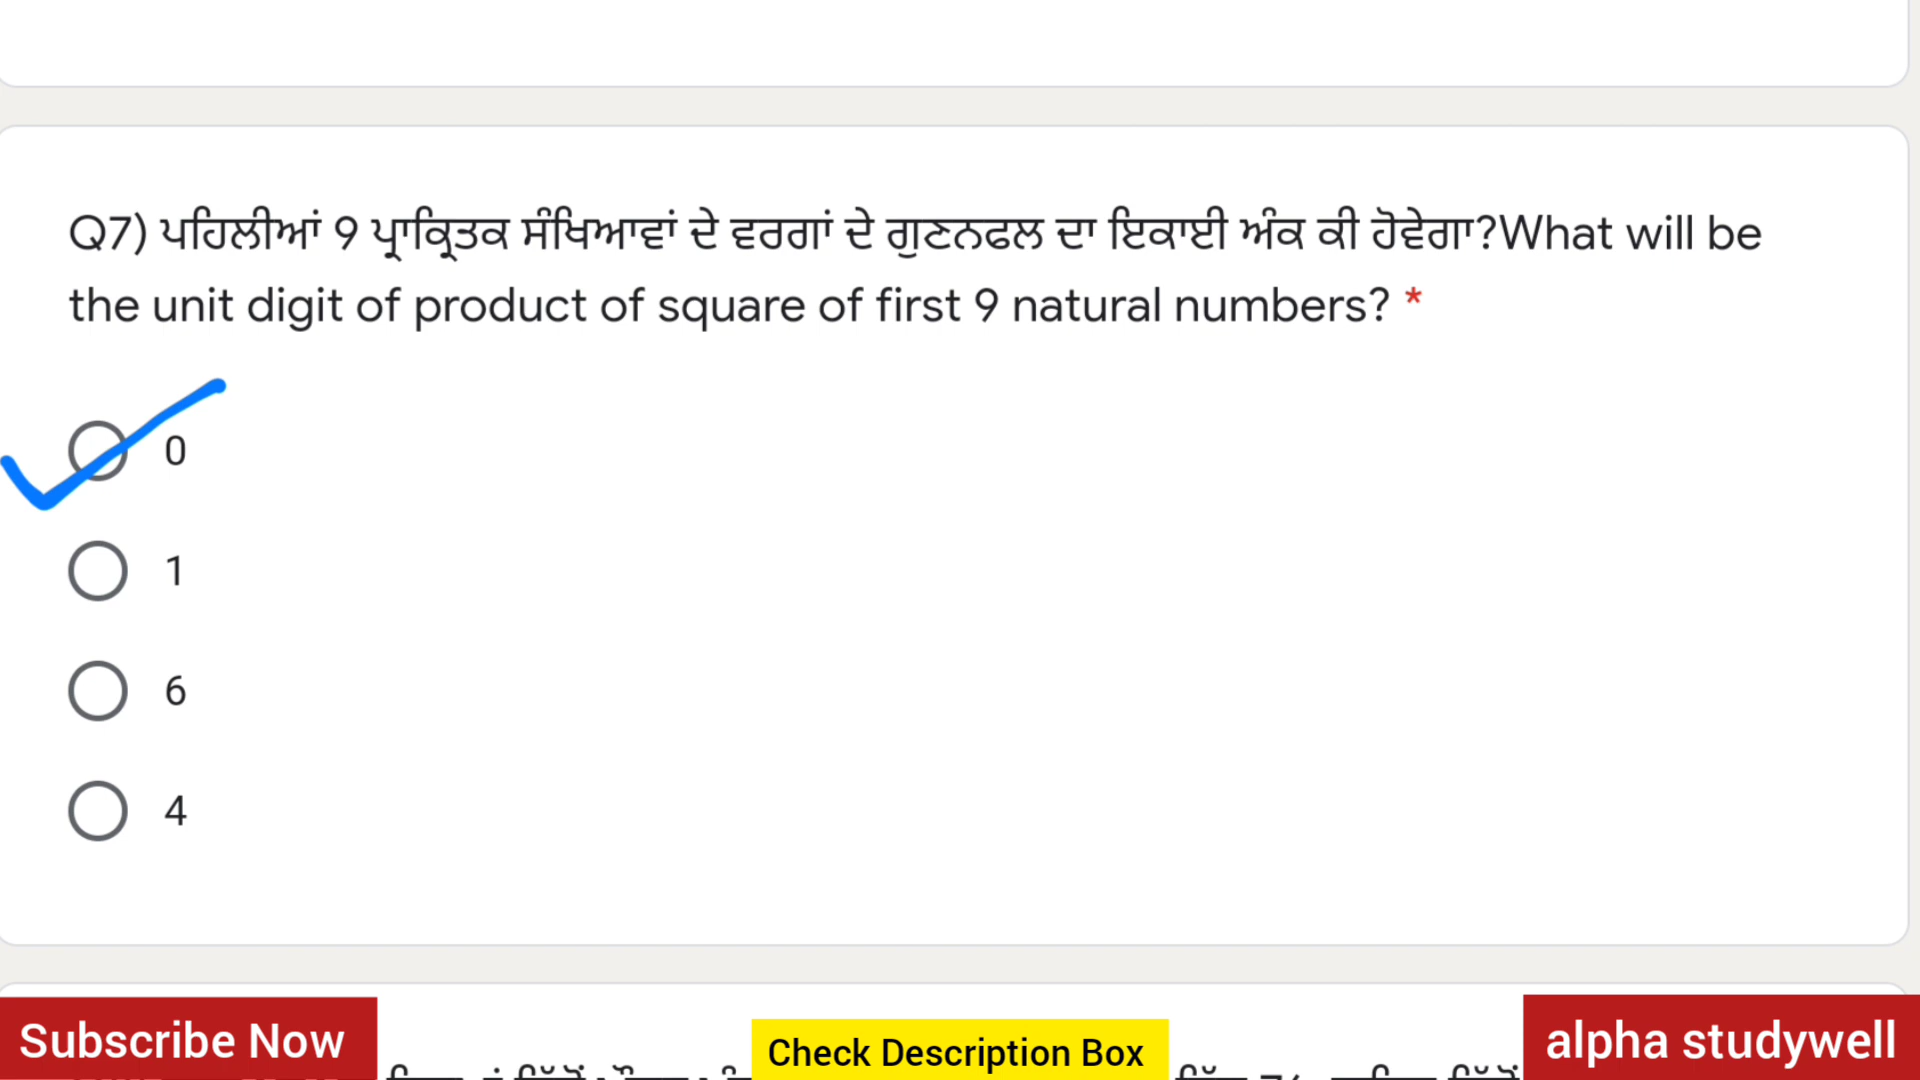 Q7) ਪਹਿਲੀਆਂ 9 ਪ੍ਰਾਕ੍ਰਿਤਕ ਸੰਖਿਆਵਾਂ ਦੇ ਵਰਗਾਂ ਦੇ ਗੁਣਨਫਲ ਦਾ ਇਕਾਈ ਅੰਕ ਕੀ ਹੋਵੇਗਾ?What will be
the unit digit of product of square of first 9 natural numbers? *
0
1
6
4
Subscribe Now
Check Description Box
alpha studywell